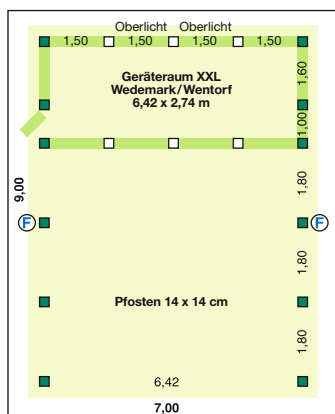 Oberlicht Oberlicht
1,50 1,50 1,50 1,50
Geräteraum XXL
Wedemark/Wentorf
6,42 x 2,74 m
1,60
1,00
1,80
9,00
F F
1,80
Pfosten 14 x 14 cm
1,80
6,42
7,00